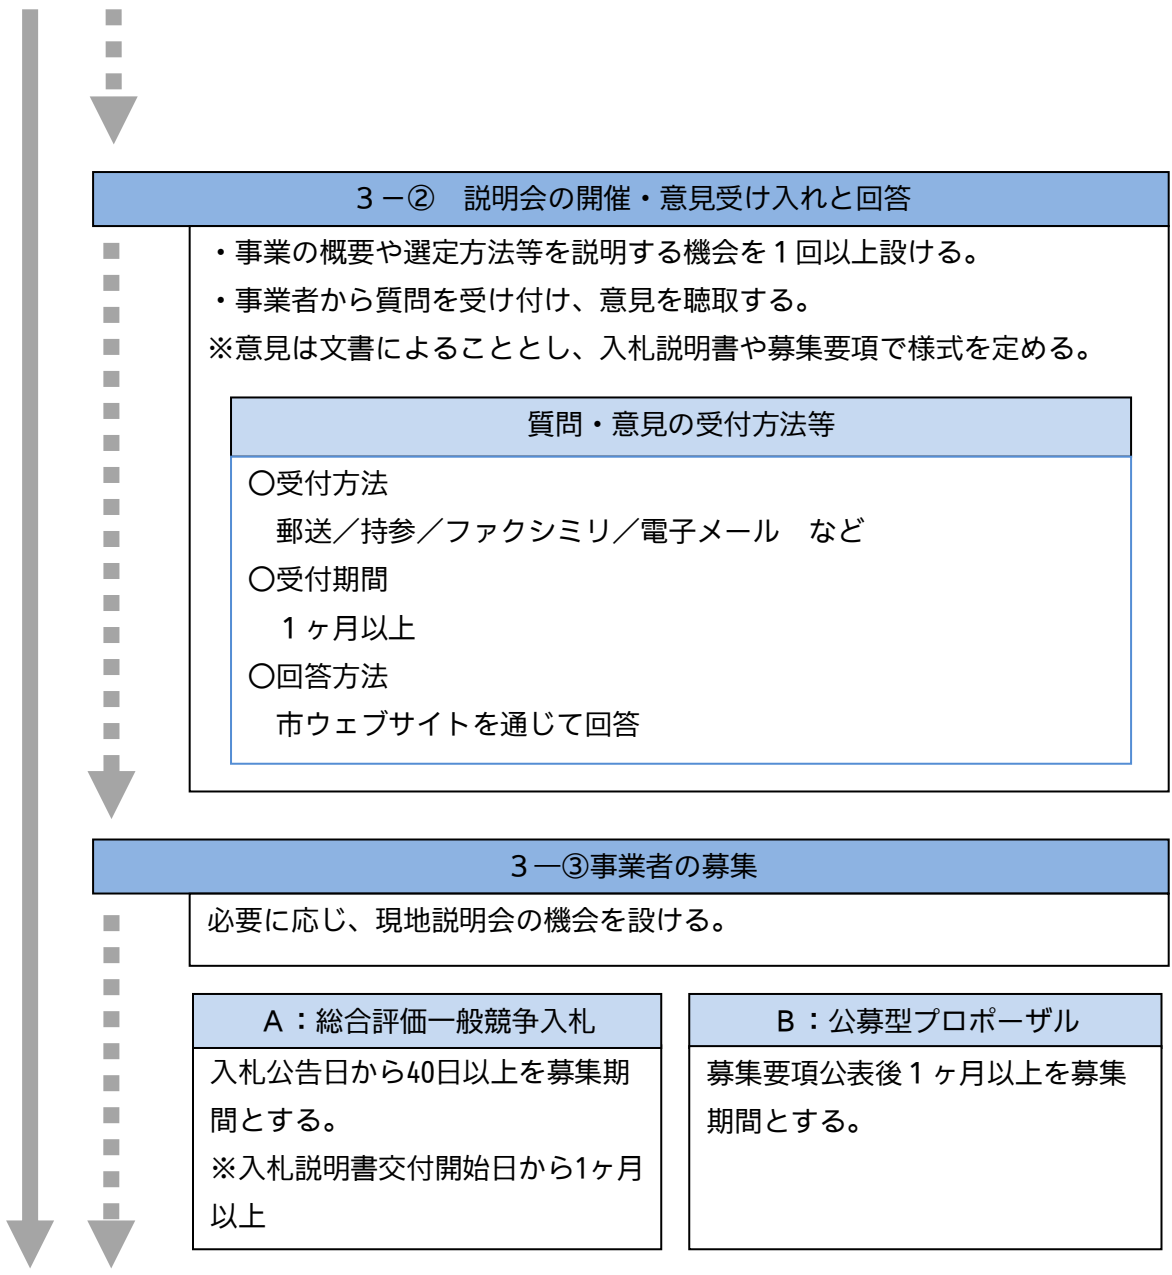 ３－②　説明会の開催・意見受け入れと回答
・事業の概要や選定方法等を説明する機会を１回以上設ける。
・事業者から質問を受け付け、意見を聴取する。
※意見は文書によることとし、入札説明書や募集要項で様式を定める。
質問・意見の受付方法等
〇受付方法
郵送／持参／ファクシミリ／電子メール　など
〇受付期間
１ヶ月以上
〇回答方法
市ウェブサイトを通じて回答
３―③事業者の募集
必要に応じ、現地説明会の機会を設ける。
Ａ：総合評価一般競争入札
入札公告日から40日以上を募集期
間とする。
※入札説明書交付開始日から1ヶ月
以上
Ｂ：公募型プロポーザル
募集要項公表後１ヶ月以上を募集
期間とする。